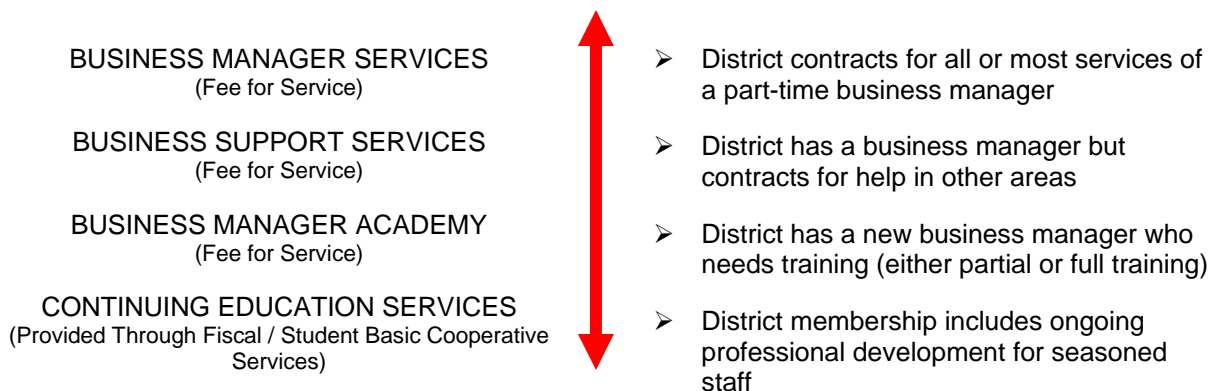 BUSINESS MANAGER SERVICES
(Fee for Service)
➢ District contracts for all or most services of
a part-time business manager
BUSINESS SUPPORT SERVICES
(Fee for Service)
➢ District has a business manager but
contracts for help in other areas
BUSINESS MANAGER ACADEMY
(Fee for Service)
➢ District has a new business manager who
needs training (either partial or full training)
CONTINUING EDUCATION SERVICES
(Provided Through Fiscal / Student Basic Cooperative
Services)
➢ District membership includes ongoing
professional development for seasoned
staff